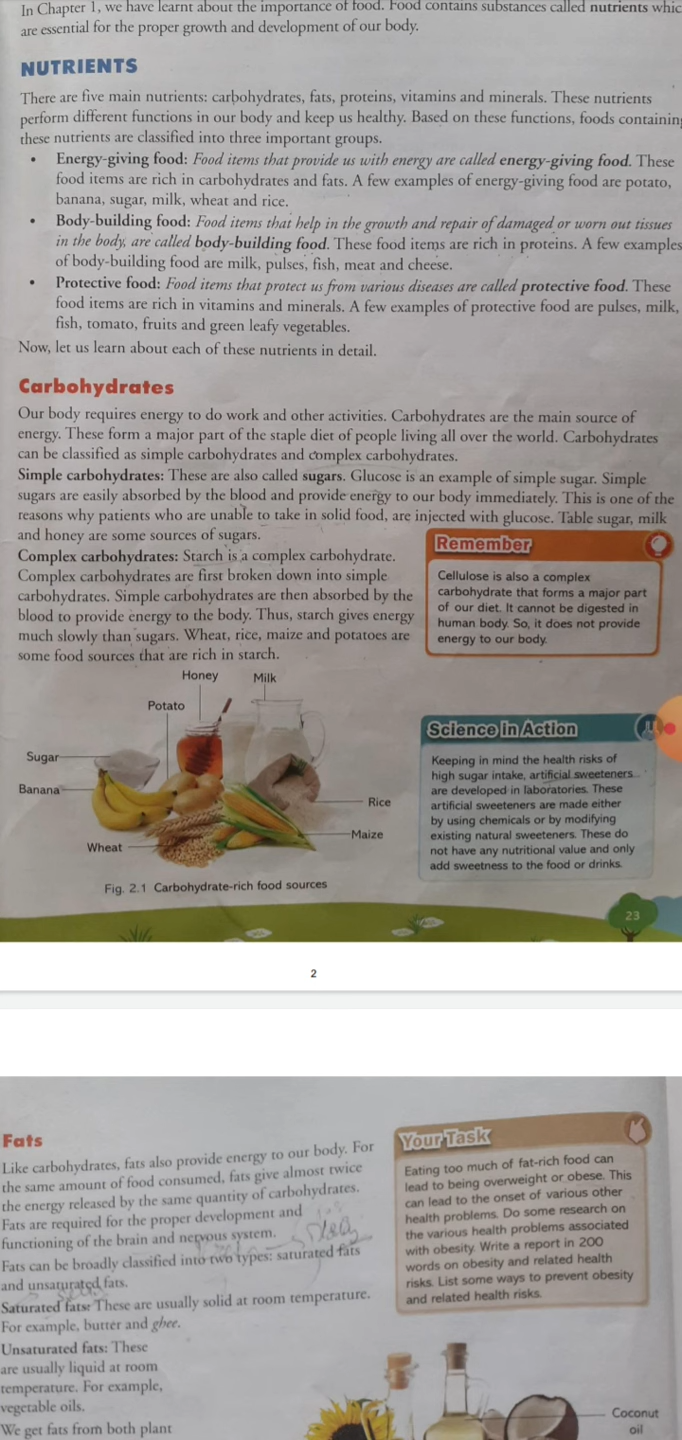 In Chapter 1, we have learnt about the importance of food. Food contains substances called nutrients whic
are essential for the proper growth and development of our body.
NUTRIENTS
There are five main nutrients: carbohydrates, fats, proteins, vitamins and minerals. These nutrients
perform different functions in our body and keep us healthy. Based on these functions, foods containing
these nutrients are classified into three important groups.
• Energy-giving food: Food items that provide us with energy are called energy-giving food. These
food items are rich in carbohydrates and fats. A few examples of energy-giving food are potato,
banana, sugar, milk, wheat and rice.
• Body-building food: Food items that help in the growth and repair of damaged or worn out tissues
in the body, are called body-building food. These food items are rich in proteins. A few examples
of body-building food are milk, pulses, fish, meat and cheese.
• Protective food: Food items that protect us from various diseases are called protective food. These
food items are rich in vitamins and minerals. A few examples of protective food are pulses, milk,
fish, tomato, fruits and green leafy vegetables.
Now, let us learn about each of these nutrients in detail.
Carbohydrates
Our body requires energy to do work and other activities. Carbohydrates are the main source of
energy. These form a major part of the staple diet of people living all over the world. Carbohydrates
can be classified as simple carbohydrates and complex carbohydrates.
Simple carbohydrates: These are also called sugars. Glucose is an example of simple sugar. Simple
sugars are easily absorbed by the blood and provide energy to our body immediately. This is one of the
reasons why patients who are unable to take in solid food, are injected with glucose. Table sugar, milk
and honey are some sources of sugars.
Complex carbohydrates: Starch is a complex carbohydrate.
Complex carbohydrates are first broken down into simple
carbohydrates. Simple carbohydrates are then absorbed by the
blood to provide energy to the body. Thus, starch gives energy
much slowly than sugars. Wheat, rice, maize and potatoes are
some food sources that are rich in starch.
Remember
Cellulose is also a complex
carbohydrate that forms a major part
of our diet. It cannot be digested in
human body. So, it does not provide
energy to our body.
Honey
Milk
Potato
Sugar
Banana
Rice
Maize
Wheat
Fig. 2.1 Carbohydrate-rich food sources
Science in Action
Keeping in mind the health risks of
high sugar intake, artificial sweeteners
are developed in laboratories. These
artificial sweeteners are made either
by using chemicals or by modifying
existing natural sweeteners. These do
not have any nutritional value and only
add sweetness to the food or drinks.
23
2
Fats
Like carbohydrates, fats also provide energy to our body. For
the same amount of food consumed, fats give almost twice
the energy released by the same quantity of carbohydrates.
Fats are required for the proper development and
functioning of the brain and nervous system.
Fats can be broadly classified into two types: saturated fats
and unsaturated fats.
Saturated fats: These are usually solid at room temperature.
For example, butter and ghee.
Unsaturated fats: These
are usually liquid at room
temperature. For example,
vegetable oils.
We get fats from both plant
Your Task
Eating too much of fat-rich food can
lead to being overweight or obese. This
can lead to the onset of various other
health problems. Do some research on
the various health problems associated
with obesity. Write a report in 200
words on obesity and related health
risks. List some ways to prevent obesity
and related health risks.
Coconut
oil